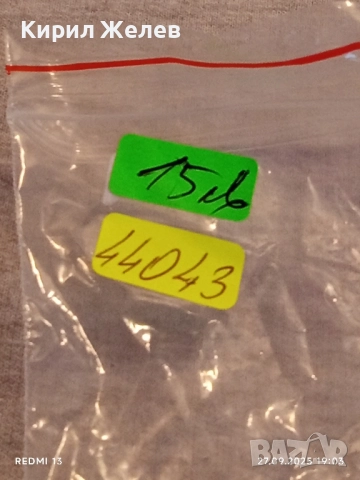 Кирил Желев
15лв
44043
REDMI 13
27.09.2025 19:03
BAZAR